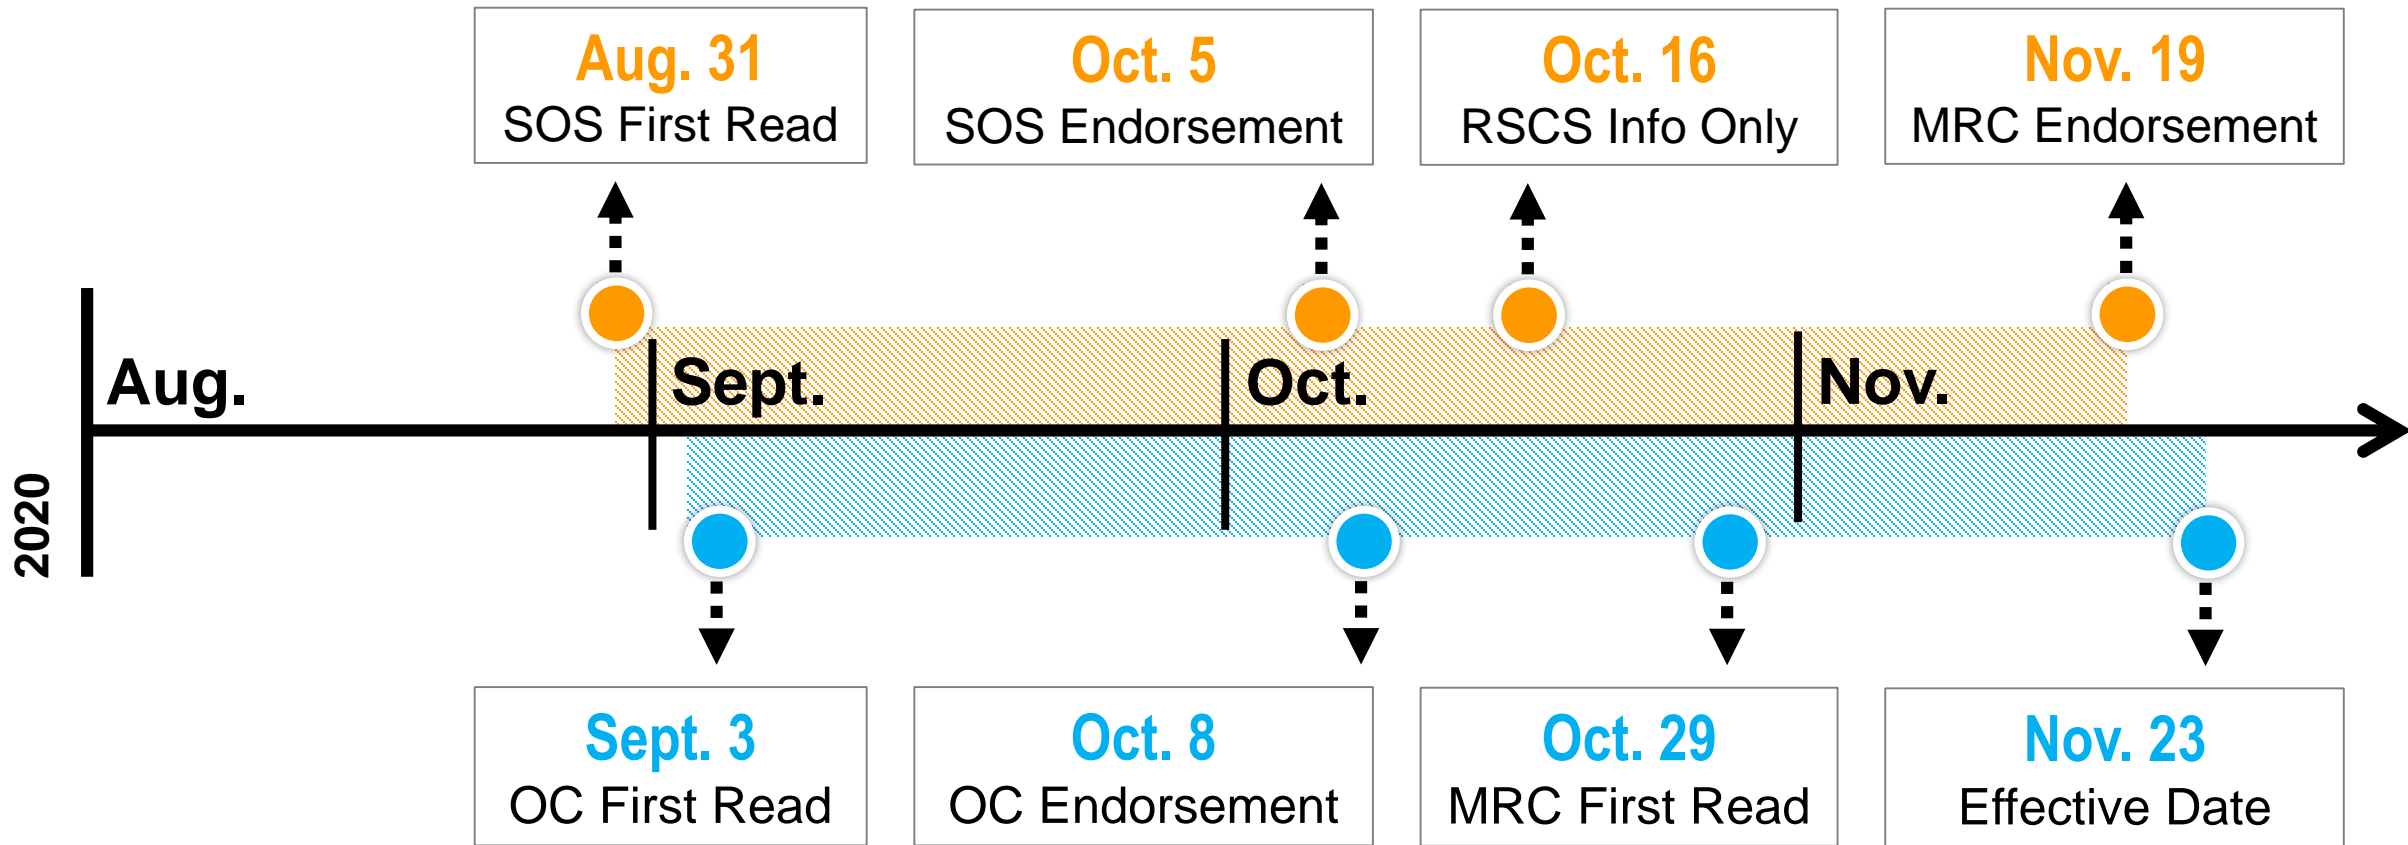 Aug. 31
SOS First Read
Oct. 5
SOS Endorsement
Oct. 16
RSCS Info Only
Nov. 19
MRC Endorsement
Aug.
Sept.
Oct.
Nov.
2020
Sept. 3
OC First Read
Oct. 8
OC Endorsement
Oct. 29
MRC First Read
Nov. 23
Effective Date